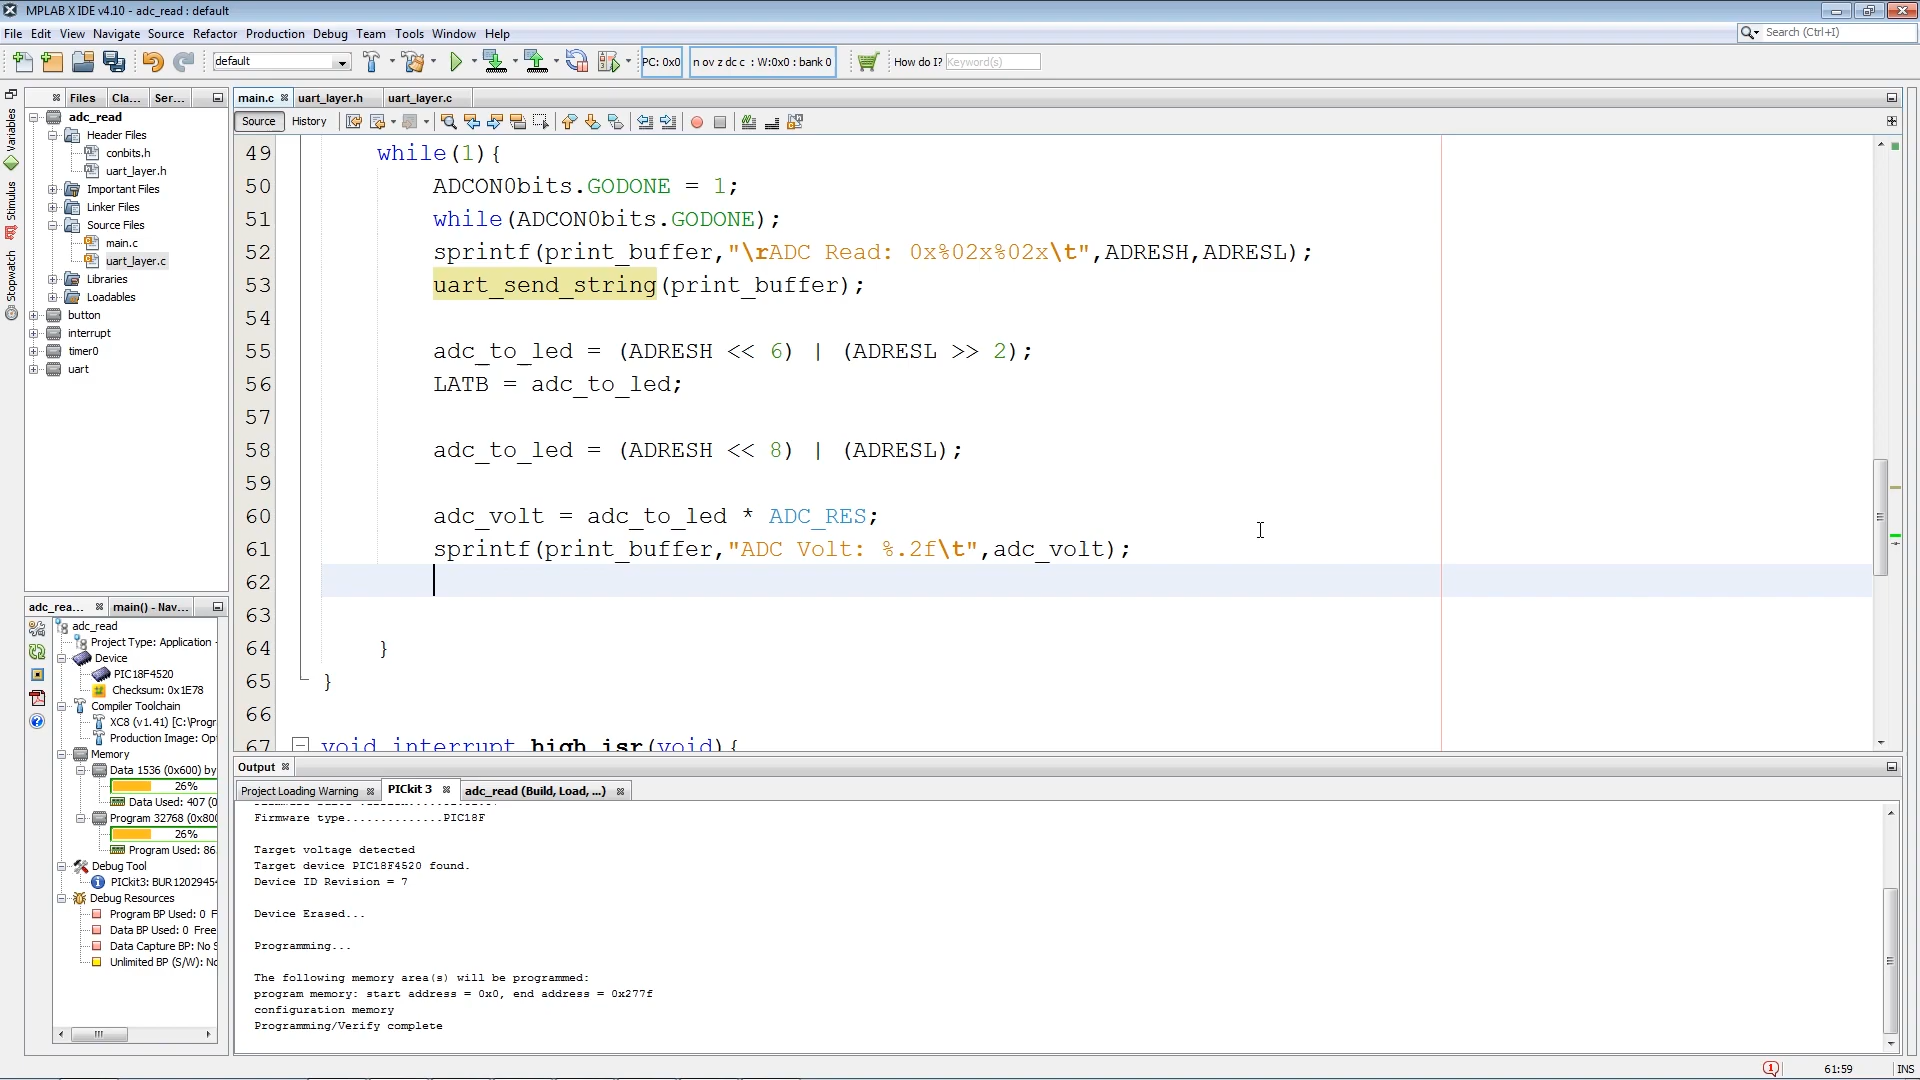 MPLAB X IDE v4.10 - adc_read : default
File Edit View Navigate Source Refactor Production Debug Team Tools Window Help
Search (Ctrl+I)
default
PC: 0x0
n ov z dc c : W:0x0 : bank 0
How do I? Keyword(s)
Files Cla... Ser...
main.c uart_layer.h uart_layer.c
Source History
Variables
Stimulus
Stopwatch
adc_read
Header Files
conbits.h
uart_layer.h
Important Files
Linker Files
Source Files
main.c
uart_layer.c
Libraries
Loadables
button
interrupt
timer0
uart
49 while(1){
50 ADCON0bits.GODONE = 1;
51 while(ADCON0bits.GODONE);
52 sprintf(print_buffer,"\rADC Read: 0x%02x%02x\t",ADRESH,ADRESL);
53 uart_send_string(print_buffer);
54
55 adc_to_led = (ADRESH << 6) | (ADRESL >> 2);
56 LATB = adc_to_led;
57
58 adc_to_led = (ADRESH << 8) | (ADRESL);
59
60 adc_volt = adc_to_led * ADC_RES;
61 sprintf(print_buffer,"ADC Volt: %.2f\t",adc_volt);
62
63
64 }
65 }
66
67 void interrupt high_isr(void){
adc_rea... main() - Nav...
adc_read
Project Type: Application -
Device
PIC18F4520
Checksum: 0x1E78
Compiler Toolchain
XC8 (v1.41) [C:\Progr
Production Image: Opt
Memory
Data 1536 (0x600) by
26%
Data Used: 407 (0
Program 32768 (0x800
26%
Program Used: 86
Debug Tool
PICkit3: BUR12029454
Debug Resources
Program BP Used: 0 F
Data BP Used: 0 Free
Data Capture BP: No S
Unlimited BP (S/W): No
Output
Project Loading Warning PICkit 3 adc_read (Build, Load, ...)
Firmware type..............PIC18F
Target voltage detected
Target device PIC18F4520 found.
Device ID Revision = 7
Device Erased...
Programming...
The following memory area(s) will be programmed:
program memory: start address = 0x0, end address = 0x277f
configuration memory
Programming/Verify complete
61:59 INS